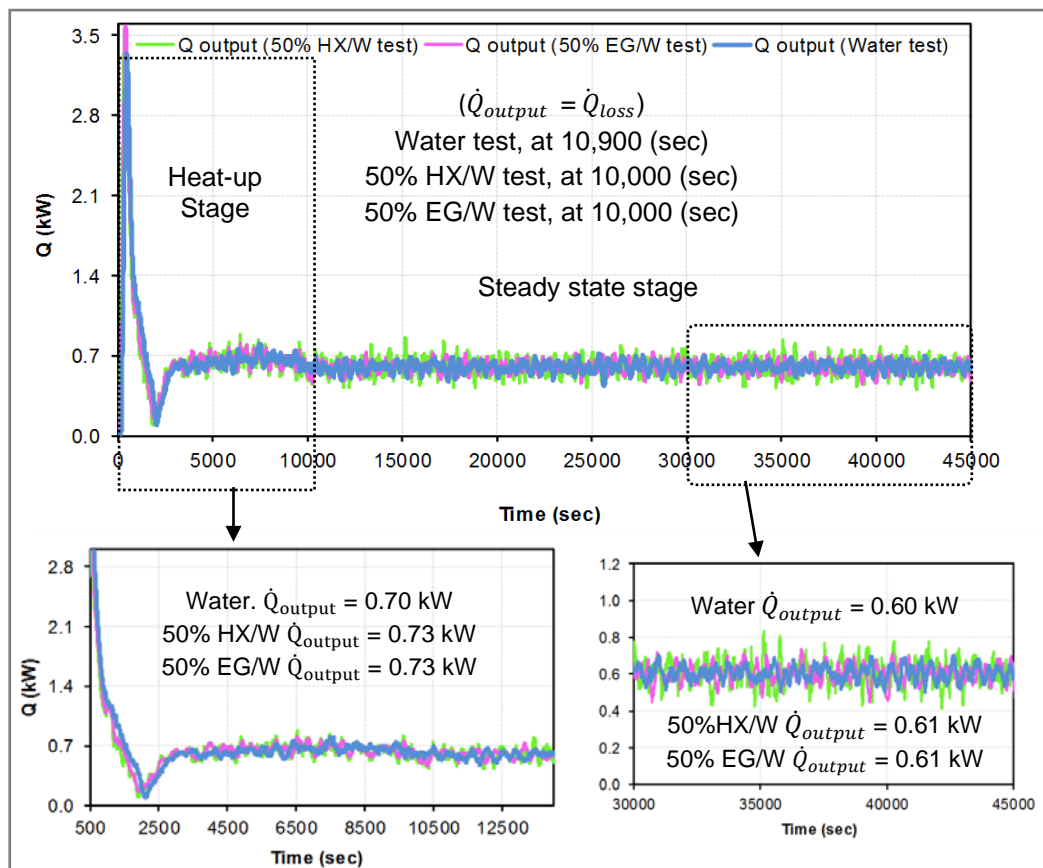 3.5
Q output (50% HX/W test) Q output (50% EG/W test) Q output (Water test)
2.8
2.1
1.4
0.7
0.0
Q (kW)
Heat-up
Stage
(Q̇output = Q̇loss)
Water test, at 10,900 (sec)
50% HX/W test, at 10,000 (sec)
50% EG/W test, at 10,000 (sec)
Steady state stage
0 5000 10000 15000 20000 25000 30000 35000 40000 45000
Time (sec)
2.8
2.1
1.4
0.7
0.0
Q (kW)
Water. Q̇output = 0.70 kW
50% HX/W Q̇output = 0.73 kW
50% EG/W Q̇output = 0.73 kW
500 2500 4500 6500 8500 10500 12500
Time (sec)
1.2
1.0
0.8
0.6
0.4
0.2
0.0
Q (kW)
Water Q̇output = 0.60 kW
50%HX/W Q̇output = 0.61 kW
50% EG/W Q̇output = 0.61 kW
30000 35000 40000 45000
Time (sec)